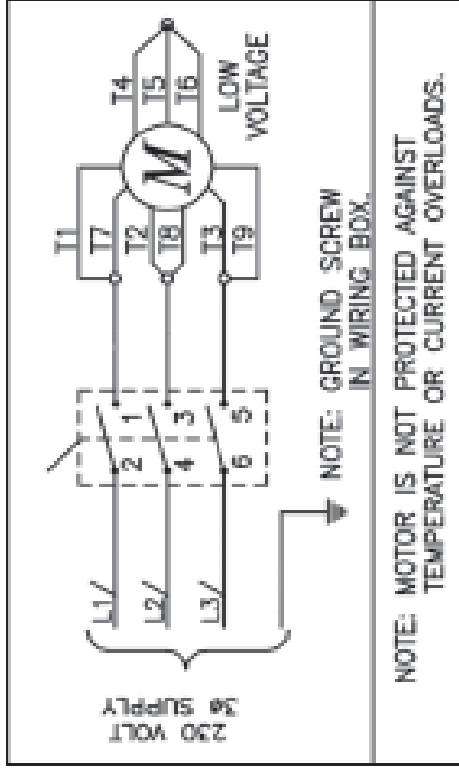 230 VOLT
3ø SUPPLY
L1
L2
L3
2 1
4 3
6 5
T1
T7
T2
T8
T3
T9
M
T4
T5
T6
LOW
VOLTAGE
NOTE: GROUND SCREW
IN WIRING BOX.
NOTE: MOTOR IS NOT PROTECTED AGAINST
TEMPERATURE OR CURRENT OVERLOADS.